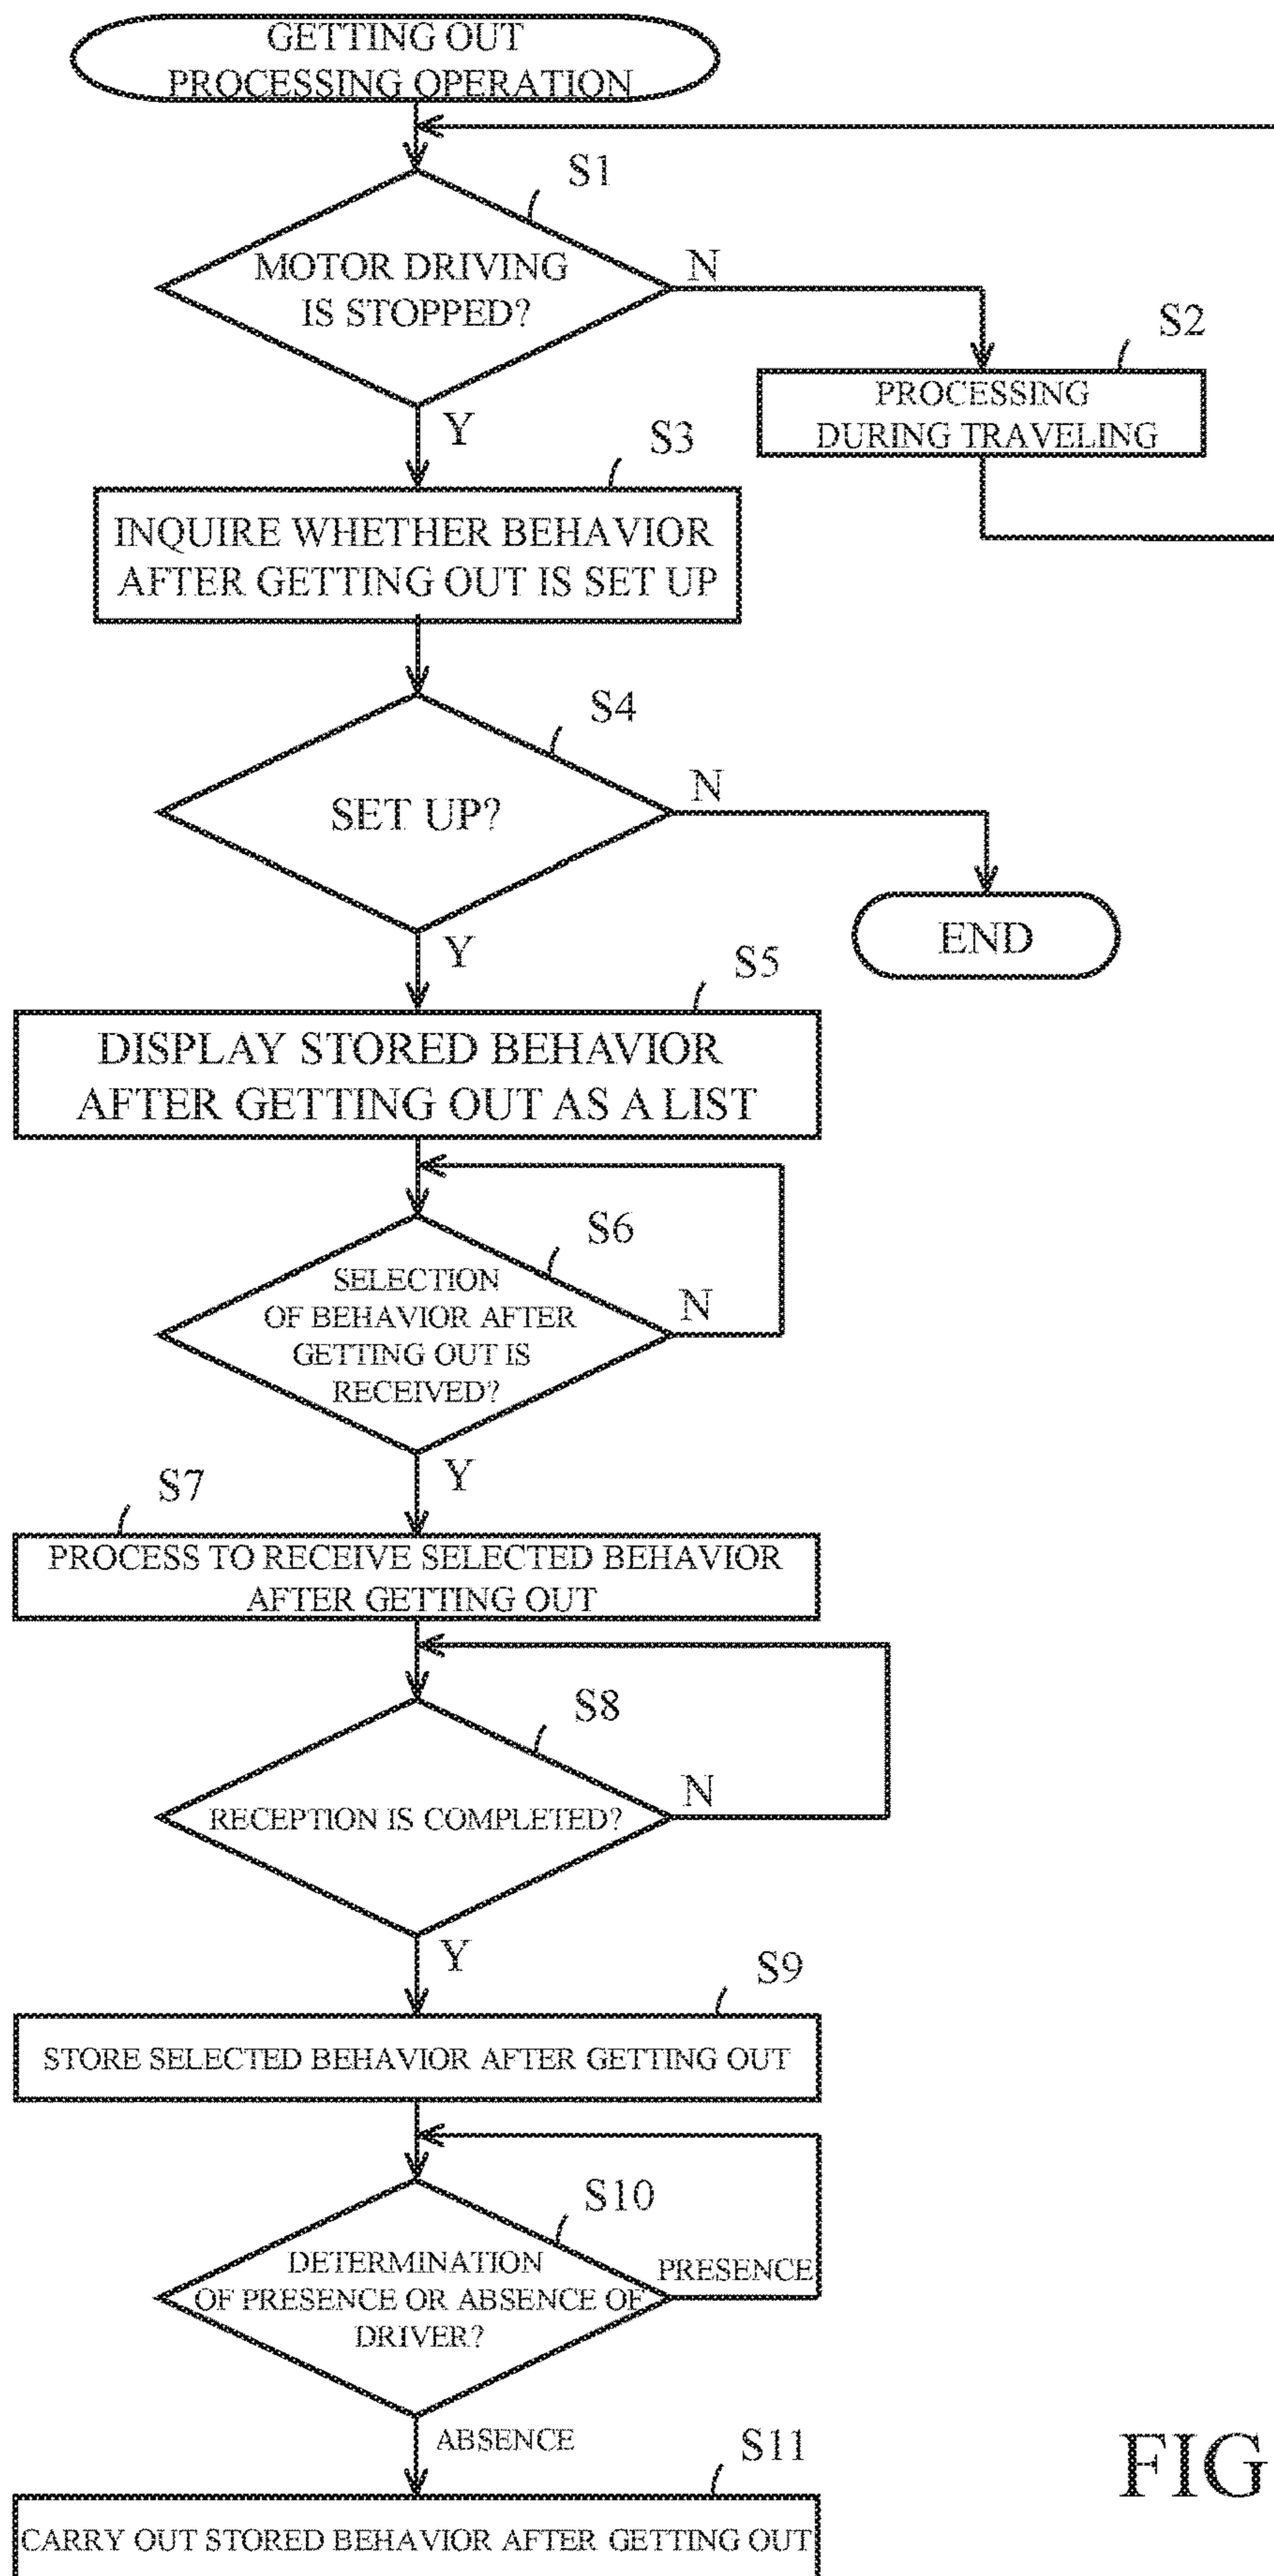 GETTING OUT
PROCESSING OPERATION
S1
MOTOR DRIVING
IS STOPPED?
N
S2
PROCESSING
DURING TRAVELING
Y
S3
INQUIRE WHETHER BEHAVIOR
AFTER GETTING OUT IS SET UP
S4
SET UP?
N
END
Y
S5
DISPLAY STORED BEHAVIOR
AFTER GETTING OUT AS A LIST
S6
SELECTION
OF BEHAVIOR AFTER
GETTING OUT IS
RECEIVED?
N
Y
S7
PROCESS TO RECEIVE SELECTED BEHAVIOR
AFTER GETTING OUT
S8
RECEPTION IS COMPLETED?
N
Y
S9
STORE SELECTED BEHAVIOR AFTER GETTING OUT
S10
DETERMINATION
OF PRESENCE OR ABSENCE OF
DRIVER?
PRESENCE
ABSENCE
S11
CARRY OUT STORED BEHAVIOR AFTER GETTING OUT
FIG